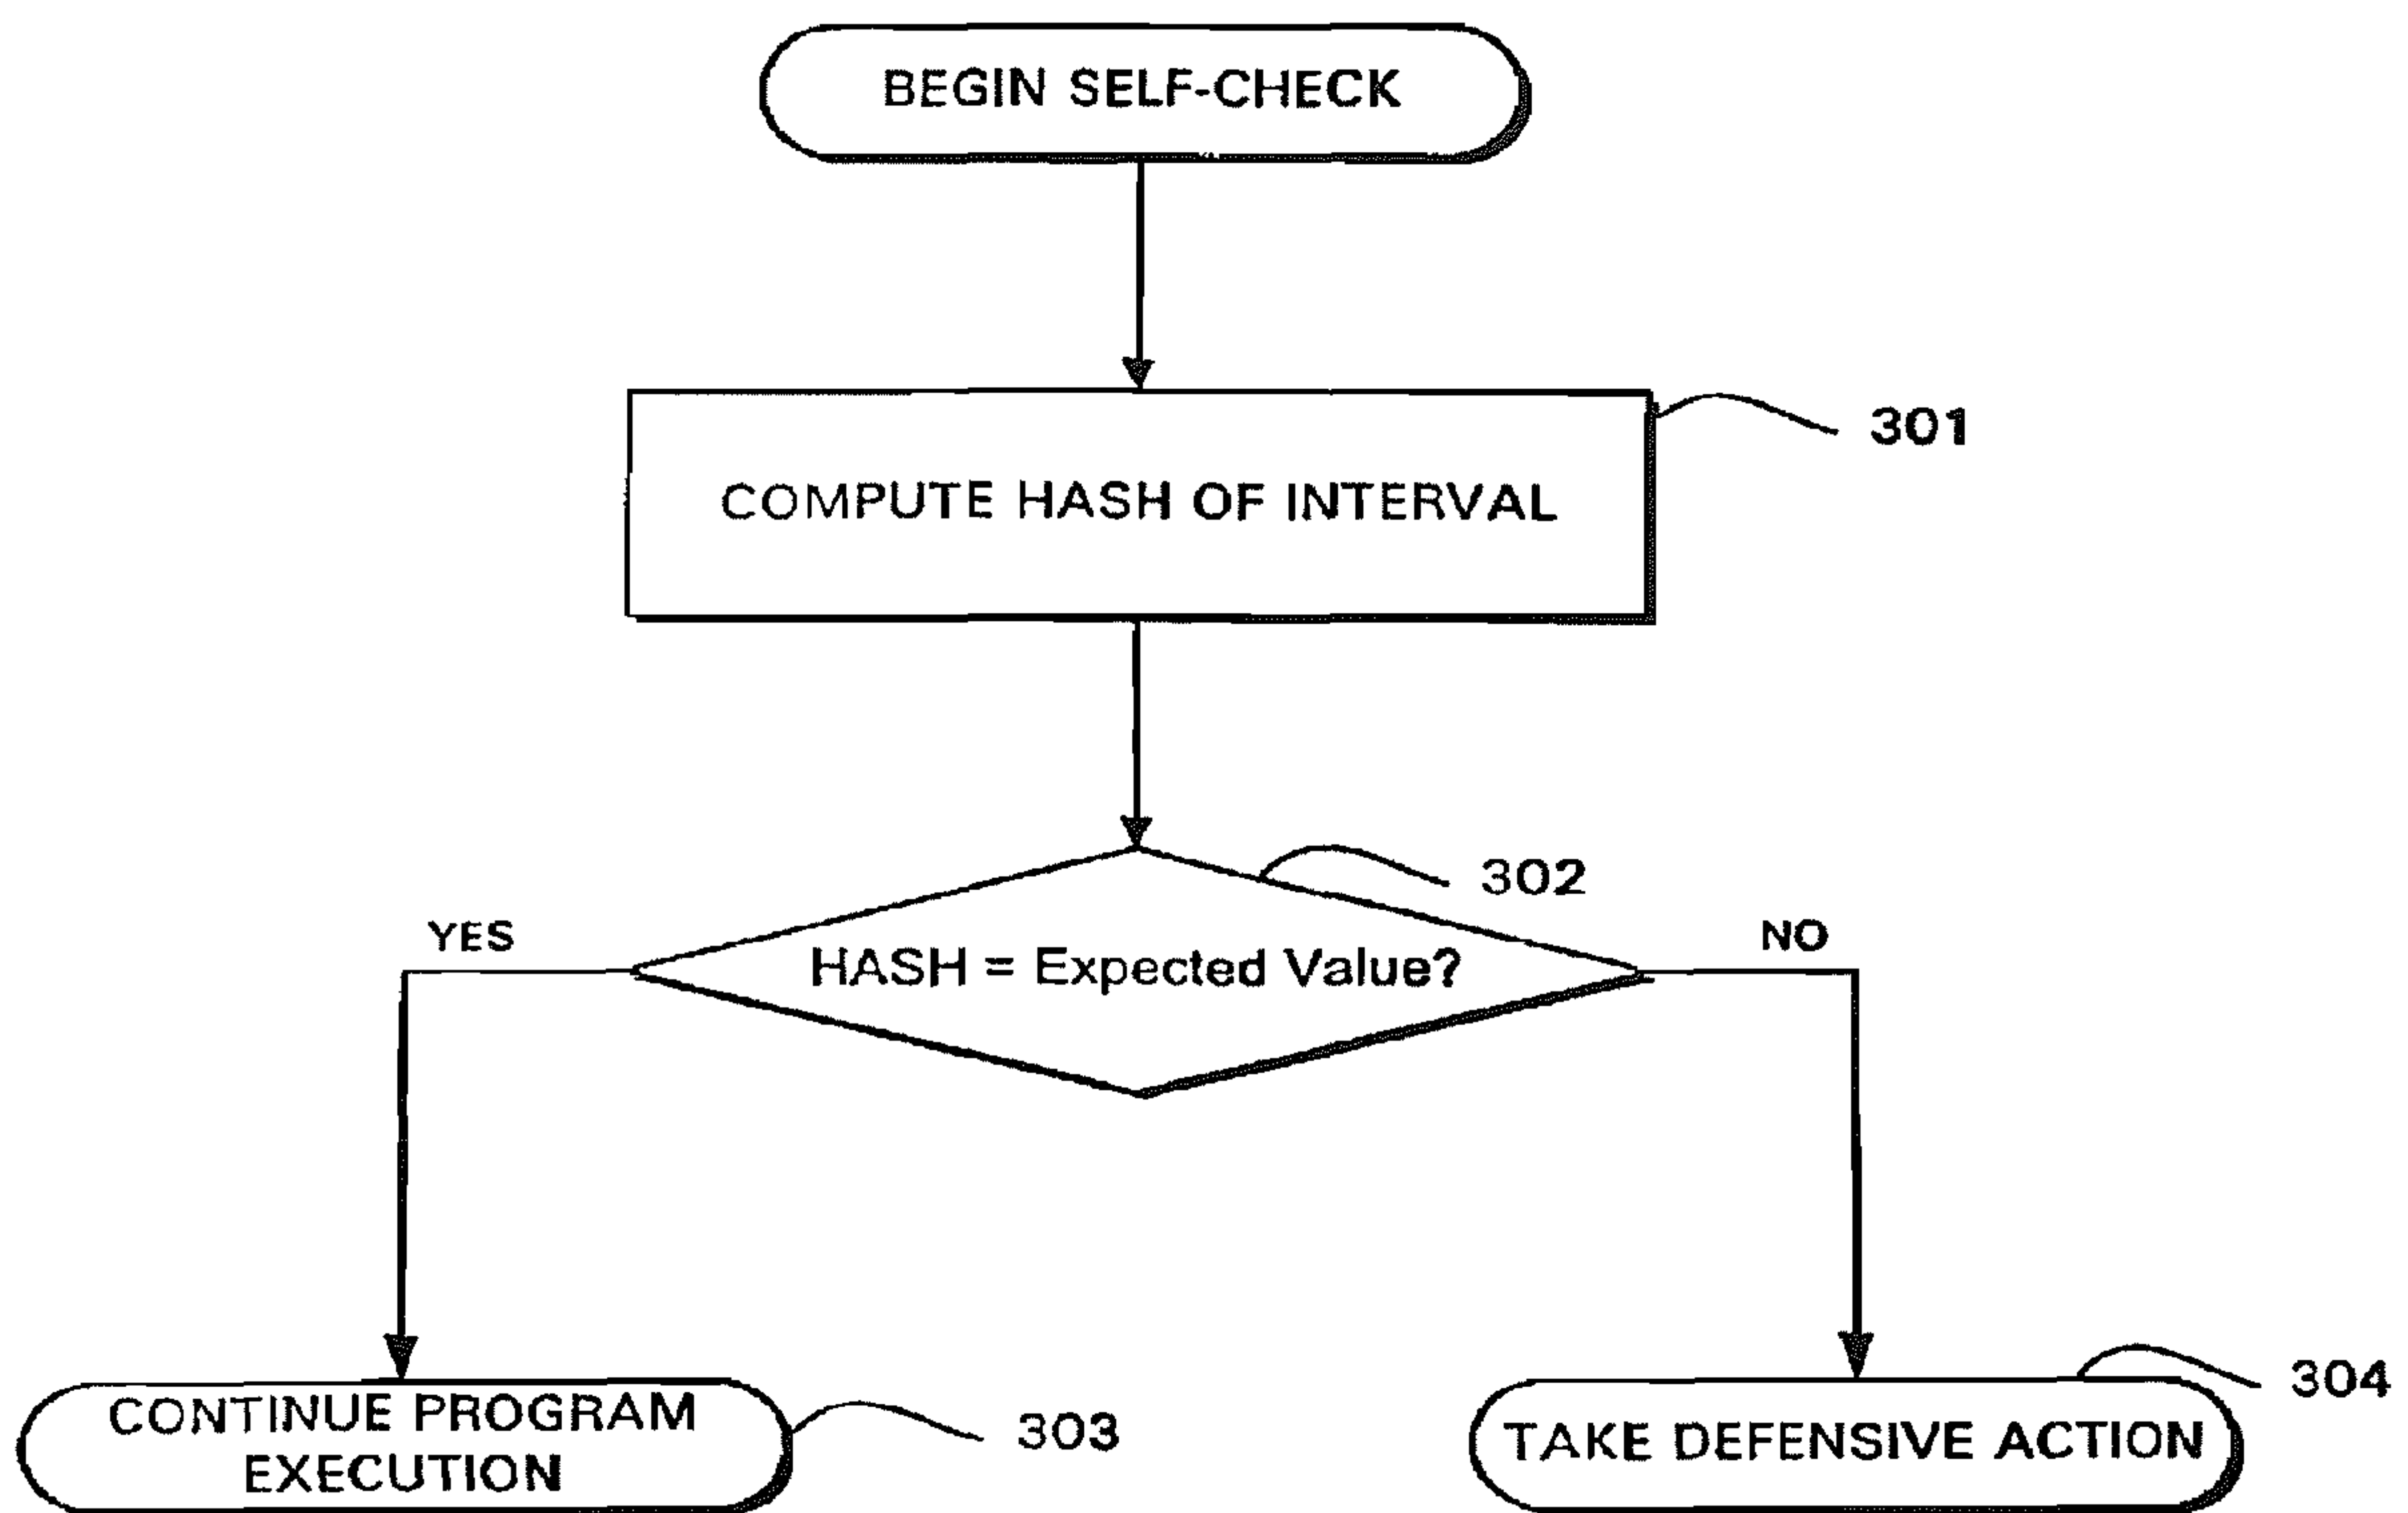 BEGIN SELF-CHECK
301
COMPUTE HASH OF INTERVAL
302
YES
NO
HASH = Expected Value?
304
CONTINUE PROGRAM
EXECUTION
303
TAKE DEFENSIVE ACTION